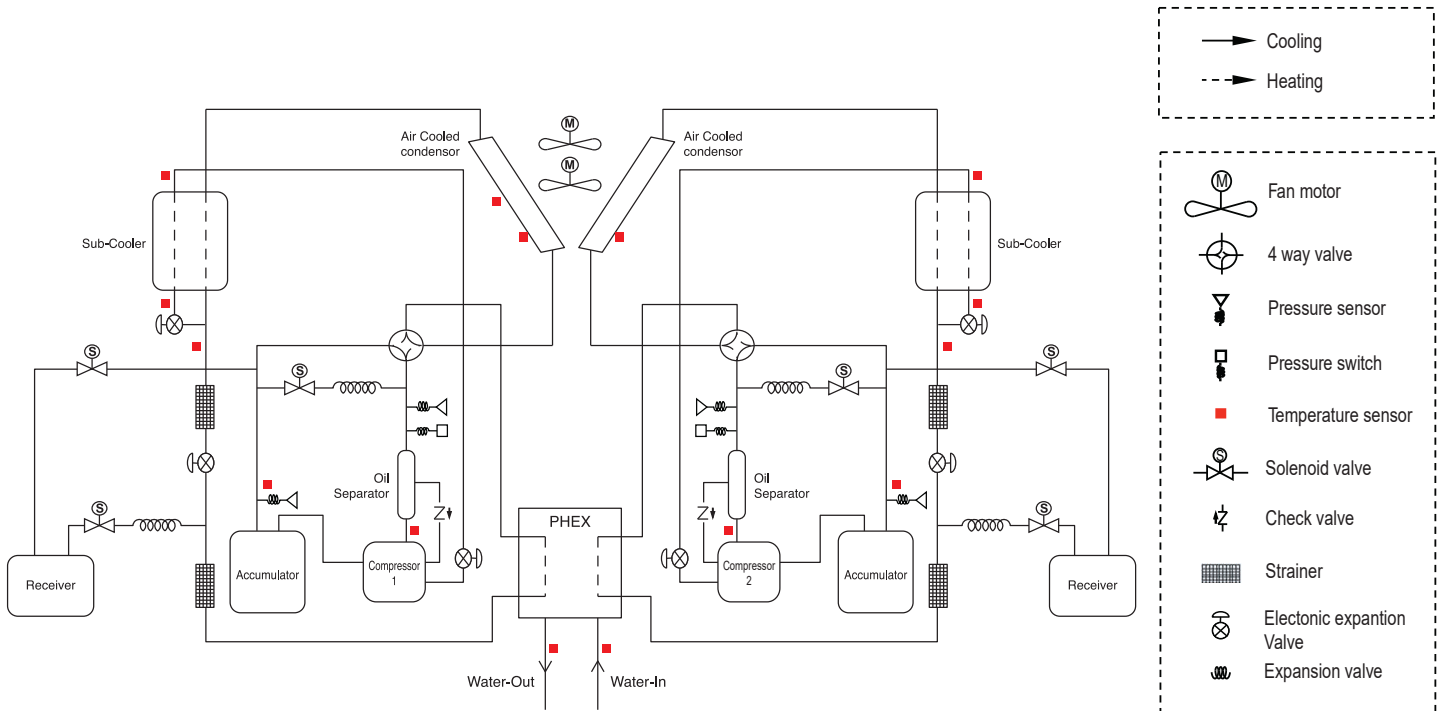 Cooling
Heating
M
Air Cooled
condensor
Air Cooled
condensor
M
M
Fan motor
Sub-Cooler
Sub-Cooler
4 way valve
Pressure sensor
S
S
S
S
Pressure switch
Temperature sensor
Oil
Separator
Oil
Separator
S
Solenoid valve
S
S
Z
PHEX
Z
Z
Check valve
Compressor
1
Compressor
2
Receiver
Accumulator
Accumulator
Receiver
Strainer
Electonic expantion
Valve
Water-Out
Water-In
Expansion valve